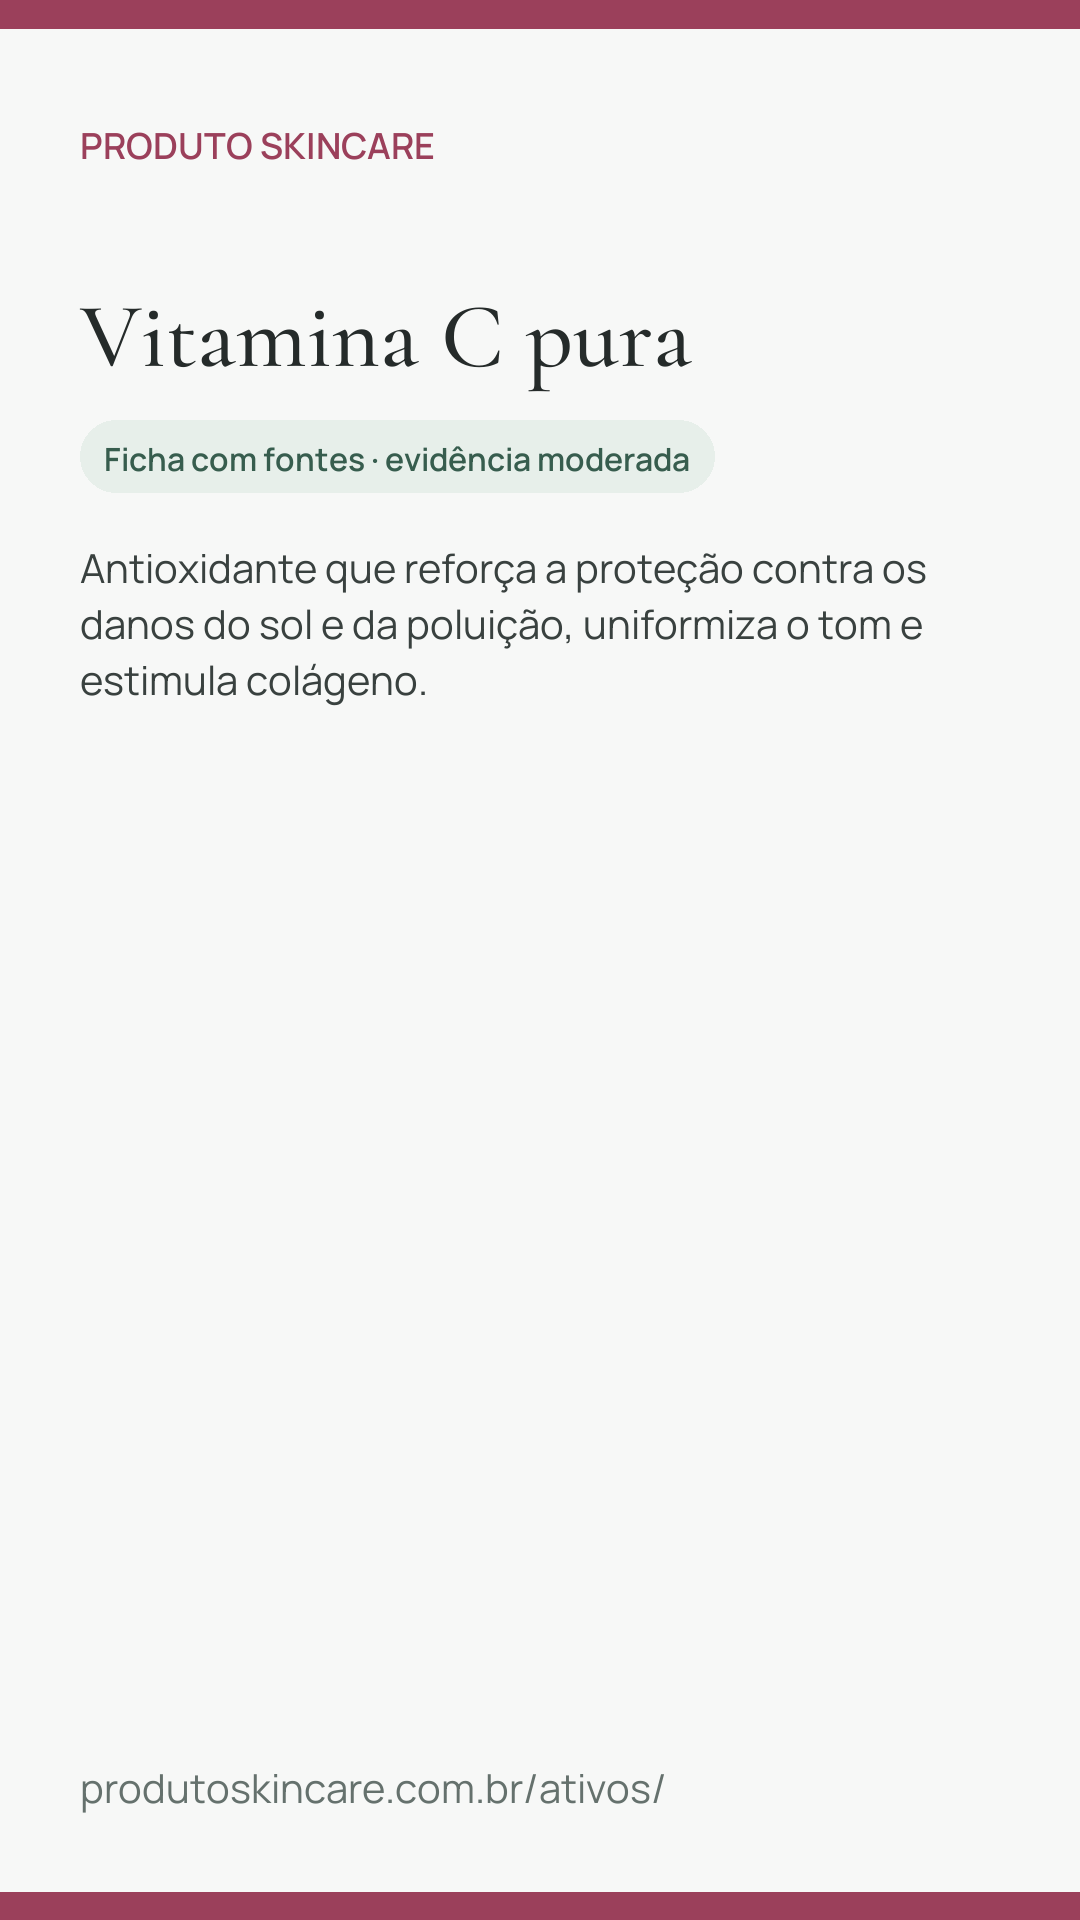 PRODUTO SKINCARE
Vitamina C pura
Ficha com fontes · evidência moderada
Antioxidante que reforça a proteção contra os
danos do sol e da poluição, uniformiza o tom e
estimula colágeno.
produtoskincare.com.br/ativos/